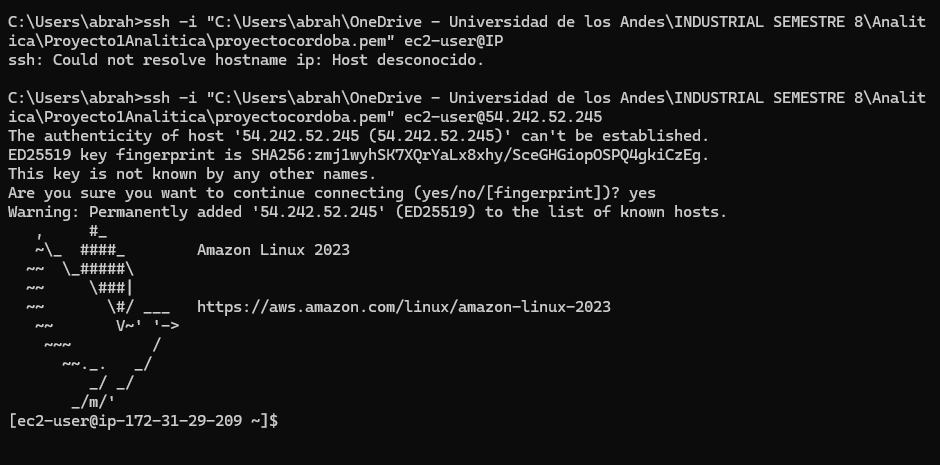 C:\Users\abrah>ssh -i "C:\Users\abrah\OneDrive - Universidad de los Andes\INDUSTRIAL SEMESTRE 8\Analit
ica\Proyecto1Analitica\proyectocordoba.pem" ec2-user@IP
ssh: Could not resolve hostname ip: Host desconocido.

C:\Users\abrah>ssh -i "C:\Users\abrah\OneDrive - Universidad de los Andes\INDUSTRIAL SEMESTRE 8\Analit
ica\Proyecto1Analitica\proyectocordoba.pem" ec2-user@54.242.52.245
The authenticity of host '54.242.52.245 (54.242.52.245)' can't be established.
ED25519 key fingerprint is SHA256:zmj1wyhSK7XQrYaLx8xhy/SceGHGiopOSPQ4gkiCzEg.
This key is not known by any other names.
Are you sure you want to continue connecting (yes/no/[fingerprint])? yes
Warning: Permanently added '54.242.52.245' (ED25519) to the list of known hosts.
   ,     #_
   ~\_  ####_        Amazon Linux 2023
  ~~  \_#####\
  ~~     \###|
  ~~       \#/ ___   https://aws.amazon.com/linux/amazon-linux-2023
   ~~       V~' '->
    ~~~         /
      ~~._.   _/
         _/ _/
       _/m/'
[ec2-user@ip-172-31-29-209 ~]$